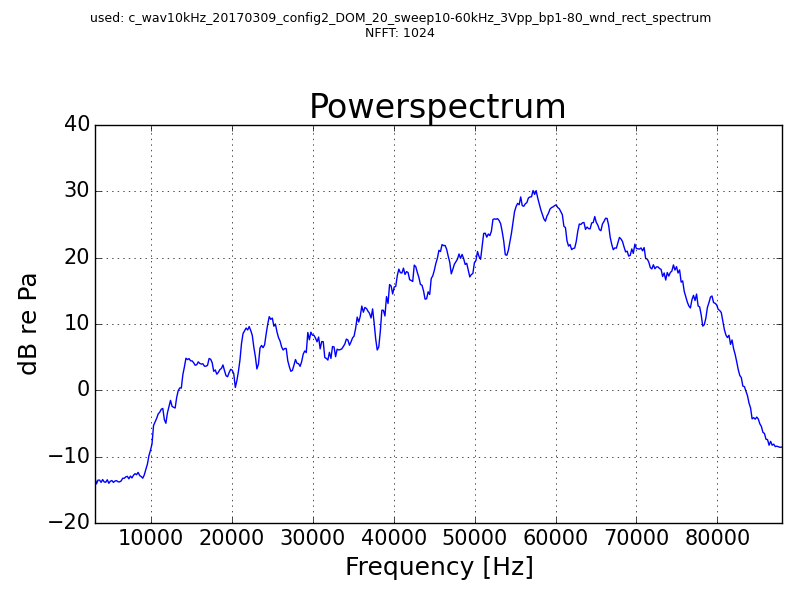 used: c_wav10kHz_20170309_config2_DOM_20_sweep10-60kHz_3Vpp_bp1-80_wnd_rect_spectrum
NFFT: 1024
Powerspectrum
40
30
20
10
0
−10
−20
dB re Pa
10000 20000 30000 40000 50000 60000 70000 80000
Frequency [Hz]